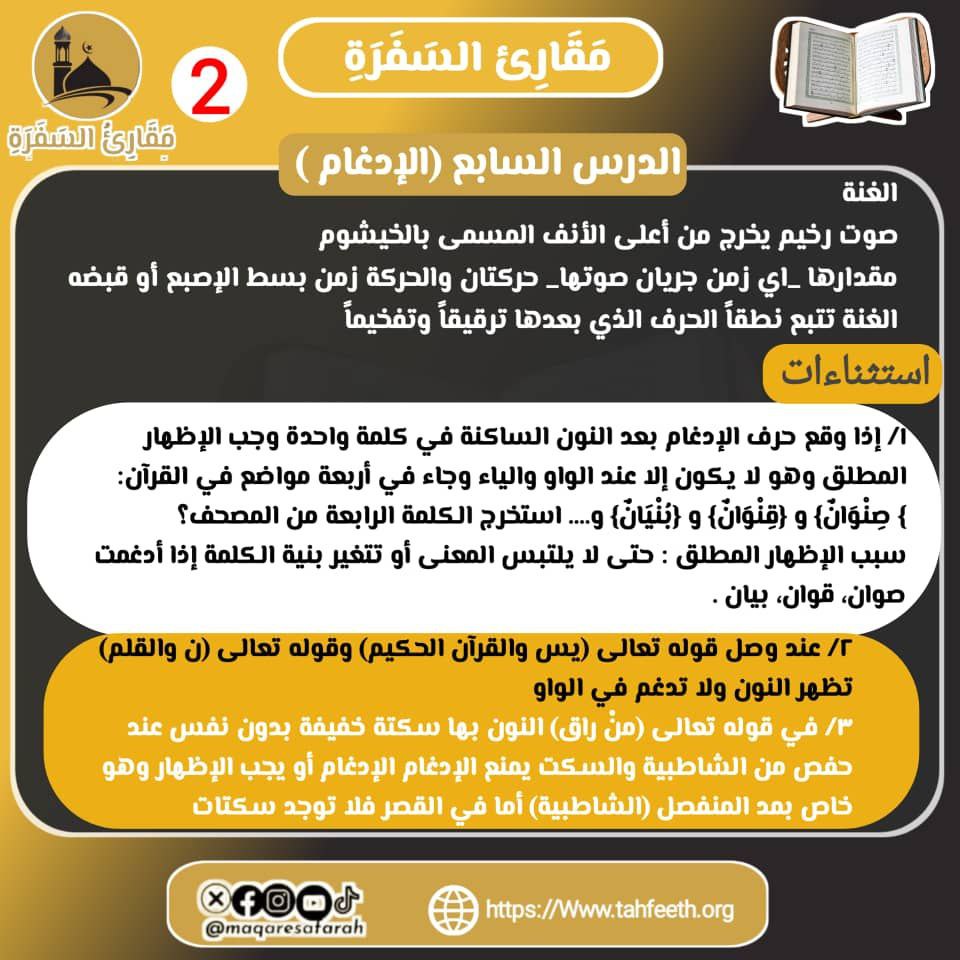 مَقَارِئ السَفَرَةِ
2
مَقَارِئُ السَفَرَةِ
الدرس السابع (الإدغام )
الغنة
صوت رخيم يخرج من أعلى الأنف المسمى بالخيشوم
مقدارها _اي زمن جريان صوتها_ حركتان والحركة زمن بسط الإصبع أو قبضه
الغنة تتبع نطقاً الحرف الذي بعدها ترقيقاً وتفخيماً
استثناءات
١/ إذا وقع حرف الإدغام بعد النون الساكنة في كلمة واحدة وجب الإظهار
المطلق وهو لا يكون إلا عند الواو والياء وجاء في أربعة مواضع في القرآن:
{ صِنْوَانٌ} و {قِنْوَانٌ} و {بُنْيَانٌ} و.... استخرج الكلمة الرابعة من المصحف؟
سبب الإظهار المطلق : حتى لا يلتبس المعنى أو تتغير بنية الكلمة إذا أدغمت
صوان، قوان، بيان .
٢/ عند وصل قوله تعالى (يس والقرآن الحكيم) وقوله تعالى (ن والقلم)
تظهر النون ولا تدغم في الواو
٣/ في قوله تعالى (منْ راق) النون بها سكتة خفيفة بدون نفس عند
حفص من الشاطبية والسكت يمنع الإدغام الإدغام أو يجب الإظهار وهو
خاص بمد المنفصل (الشاطبية) أما في القصر فلا توجد سكتات
@maqaresafarah
https://Www.tahfeeth.org